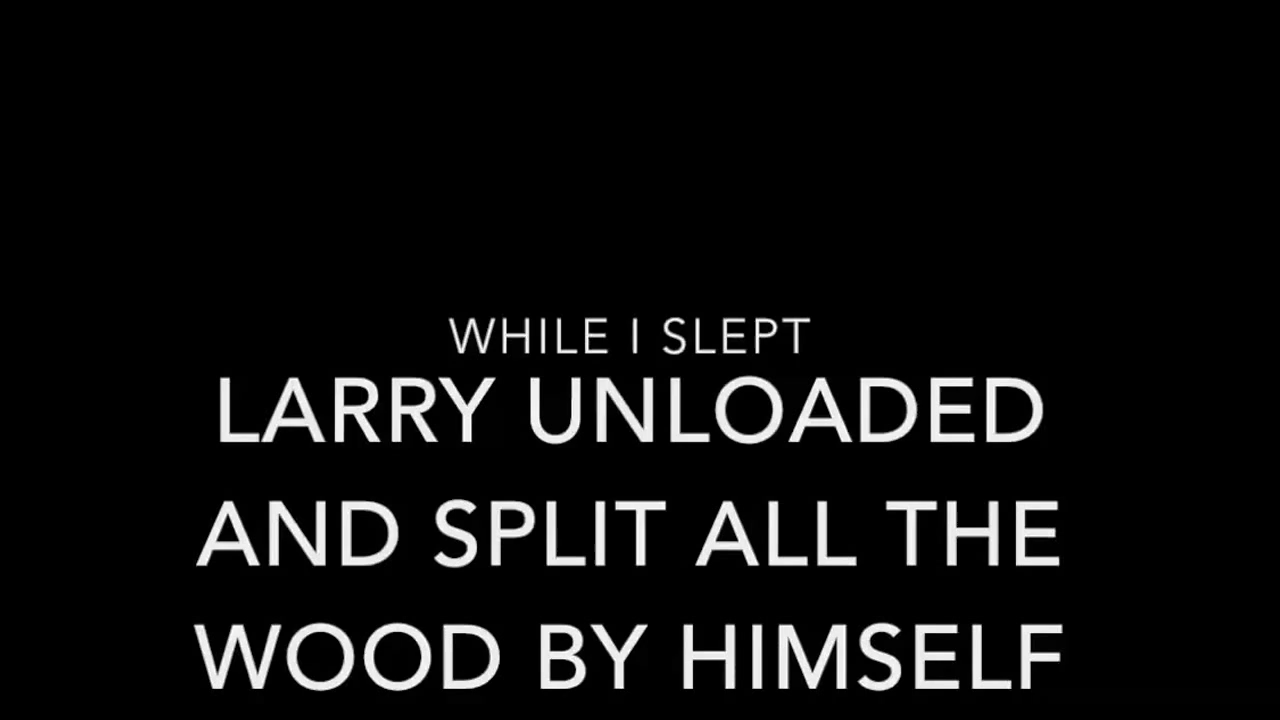 WHILE I SLEPT
LARRY UNLOADED
AND SPLIT ALL THE
WOOD BY HIMSELF